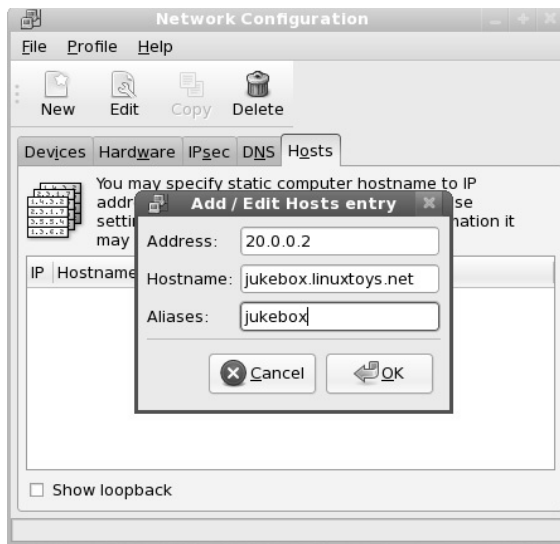 Network Configuration
File Profile Help
New Edit Copy Delete
Devices Hardware IPsec DNS Hosts
You may specify static computer hostname to IP
addr se
setti mation it
may
IP Hostname
Add / Edit Hosts entry
Address: 20.0.0.2
Hostname: jukebox.linuxtoys.net
Aliases: jukebox
Cancel OK
Show loopback